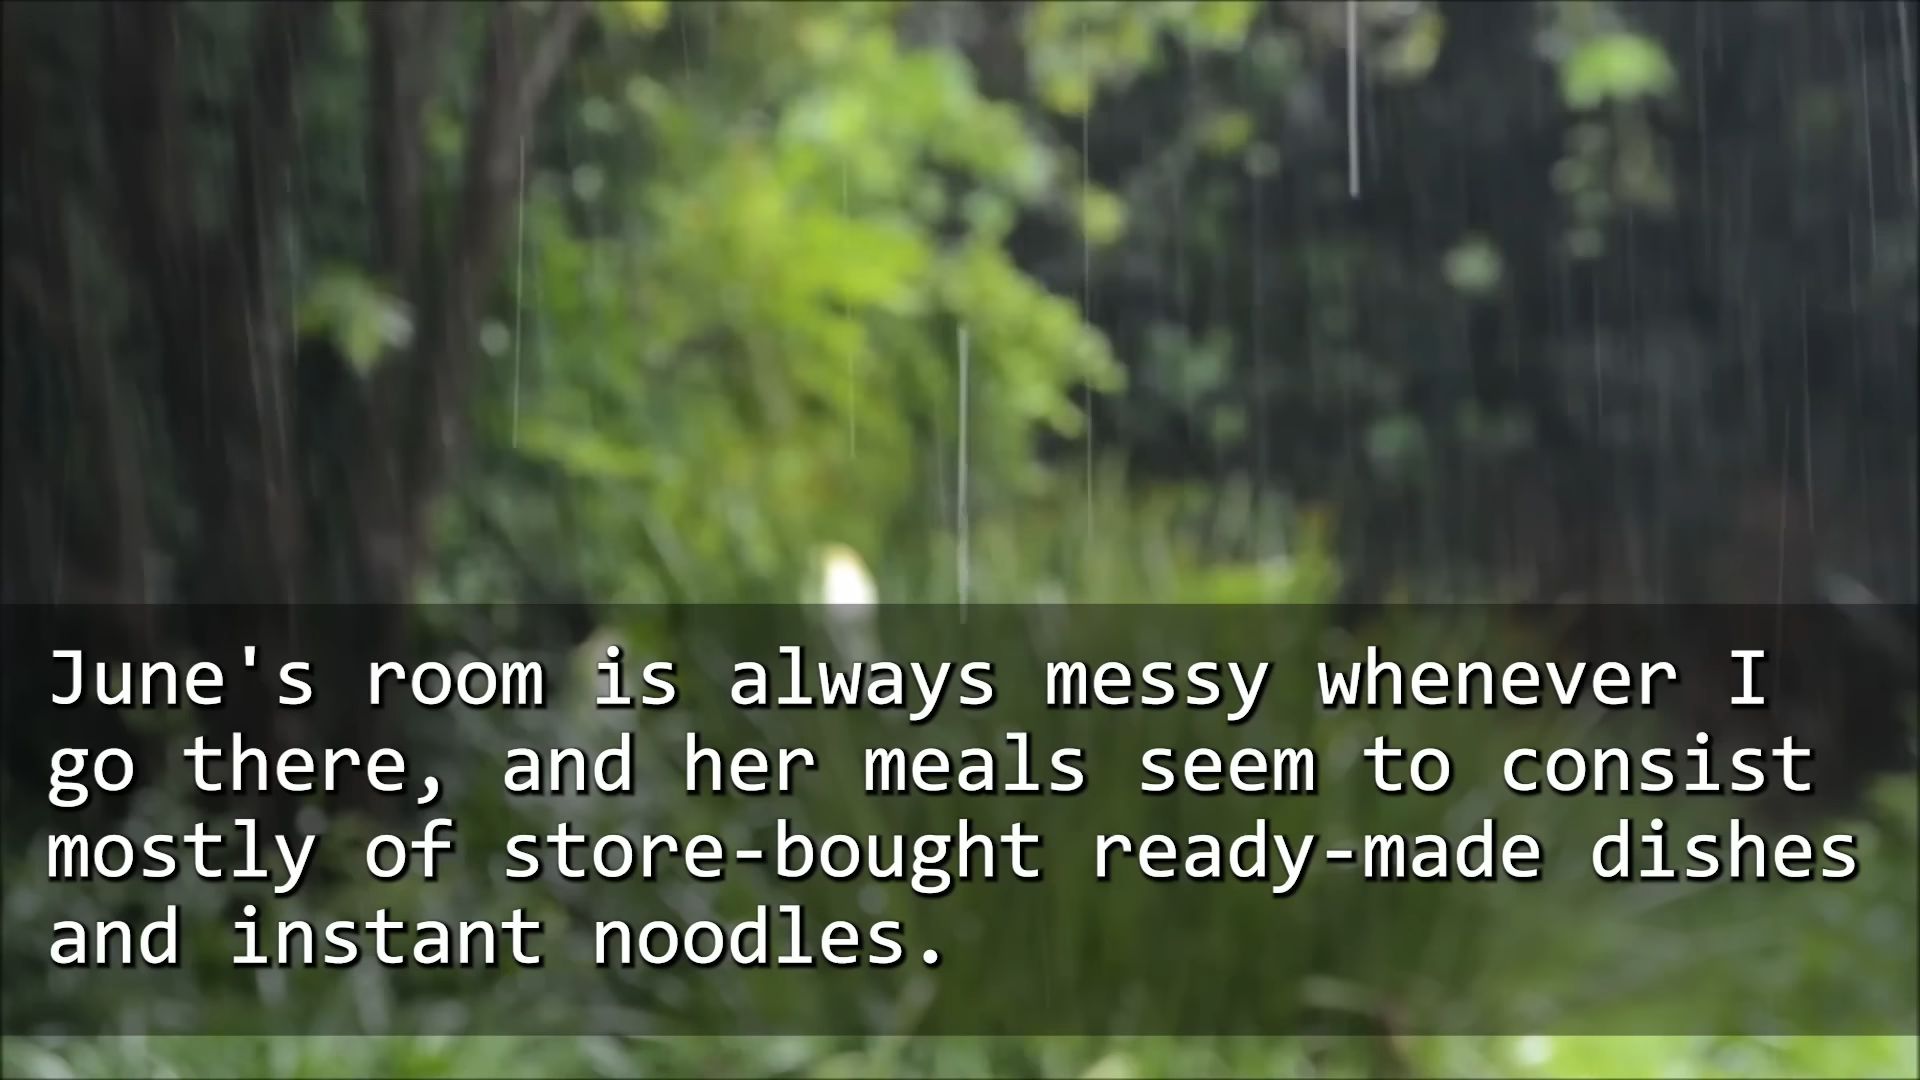 June's room is always messy whenever I
go there, and her meals seem to consist
mostly of store-bought ready-made dishes
and instant noodles.